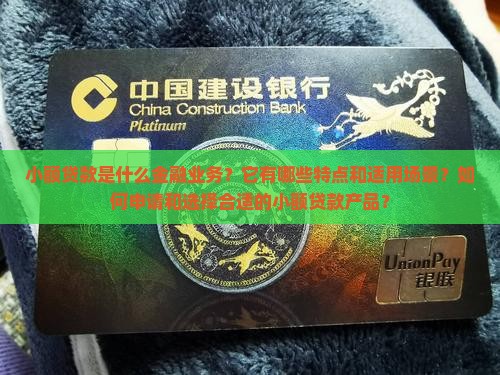 中国建设银行
China Construction Bank
Platinum
小额贷款是什么金融业务？它有哪些特点和适用场景？如
何申请和选择合适的小额贷款产品？
UnionPay
银联